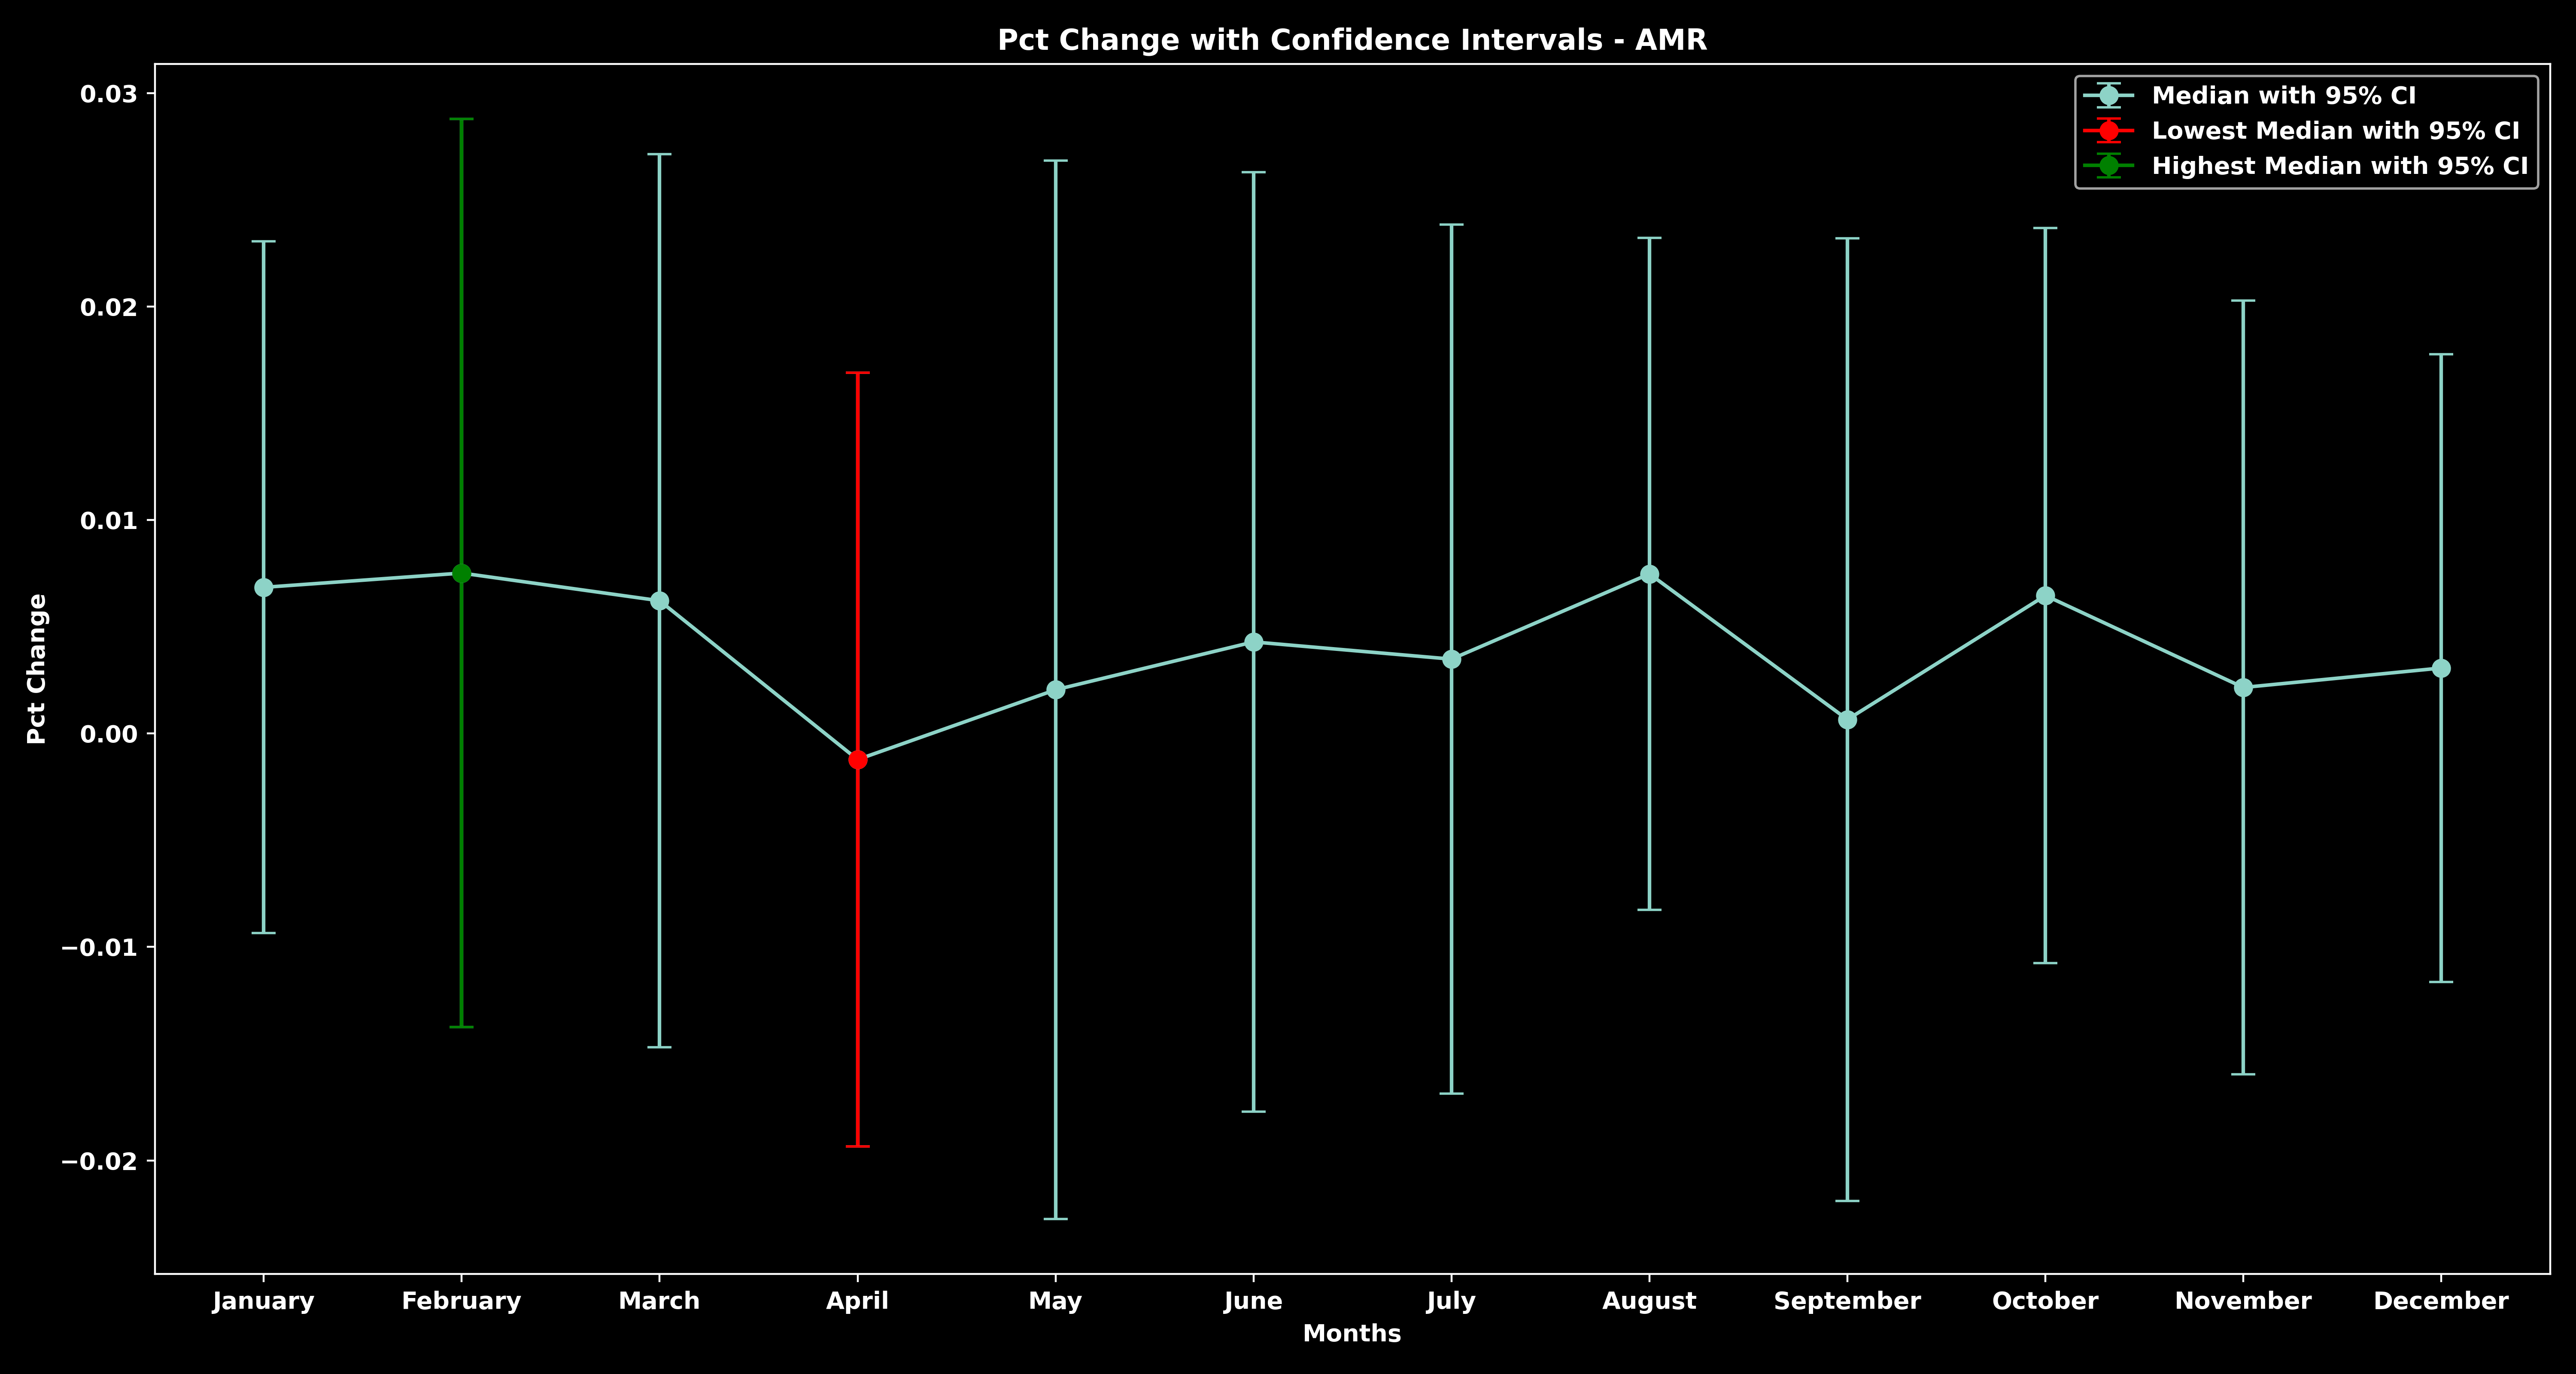 Pct Change with Confidence Intervals - AMR
Median with 95% CI
Lowest Median with 95% CI
Highest Median with 95% CI
Pct Change
0.03
0.02
0.01
0.00
−0.01
−0.02
January February March April May June July August September October November December
Months